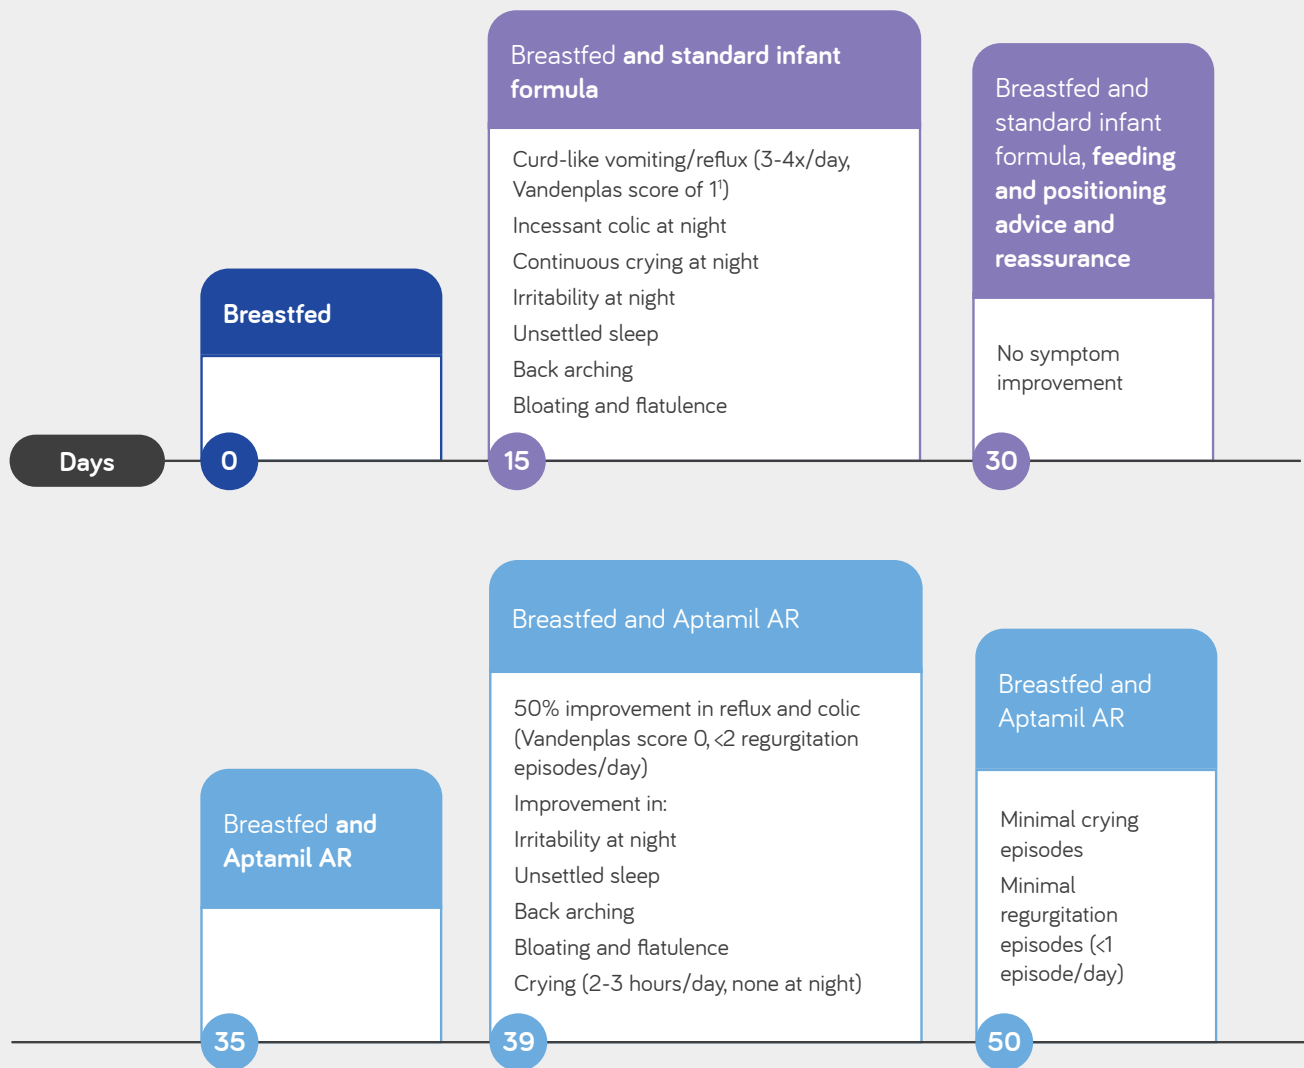 Breastfed and standard infant
formula
Curd-like vomiting/reflux (3-4x/day,
Vandenplas score of 1¹)
Incessant colic at night
Continuous crying at night
Irritability at night
Unsettled sleep
Back arching
Bloating and flatulence
Breastfed and
standard infant
formula, feeding
and positioning
advice and
reassurance
No symptom
improvement
Breastfed
Days
0
15
30
Breastfed and
Aptamil AR
Breastfed and Aptamil AR
50% improvement in reflux and colic
(Vandenplas score 0, <2 regurgitation
episodes/day)
Improvement in:
Irritability at night
Unsettled sleep
Back arching
Bloating and flatulence
Crying (2-3 hours/day, none at night)
Breastfed and
Aptamil AR
Minimal crying
episodes
Minimal
regurgitation
episodes (<1
episode/day)
35
39
50